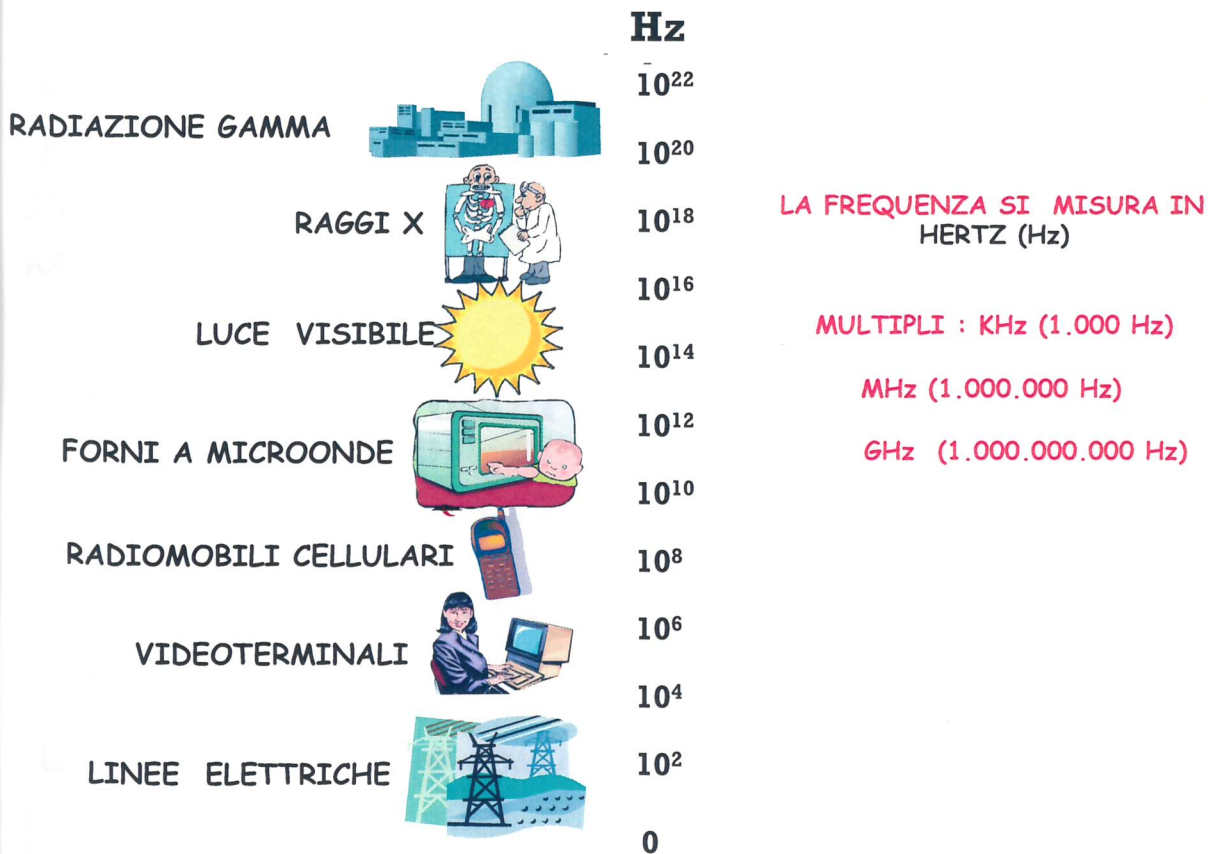 Hz
10²²
RADIAZIONE GAMMA
10²⁰
RAGGI X
10¹⁸
10¹⁶
LUCE VISIBILE
10¹⁴
10¹²
FORNI A MICROONDE
10¹⁰
RADIOMOBILI CELLULARI
10⁸
10⁶
VIDEOTERMINALI
10⁴
LINEE ELETTRICHE
10²
0
LA FREQUENZA SI MISURA IN
HERTZ (Hz)
MULTIPLI : KHz (1.000 Hz)
MHz (1.000.000 Hz)
GHz (1.000.000.000 Hz)